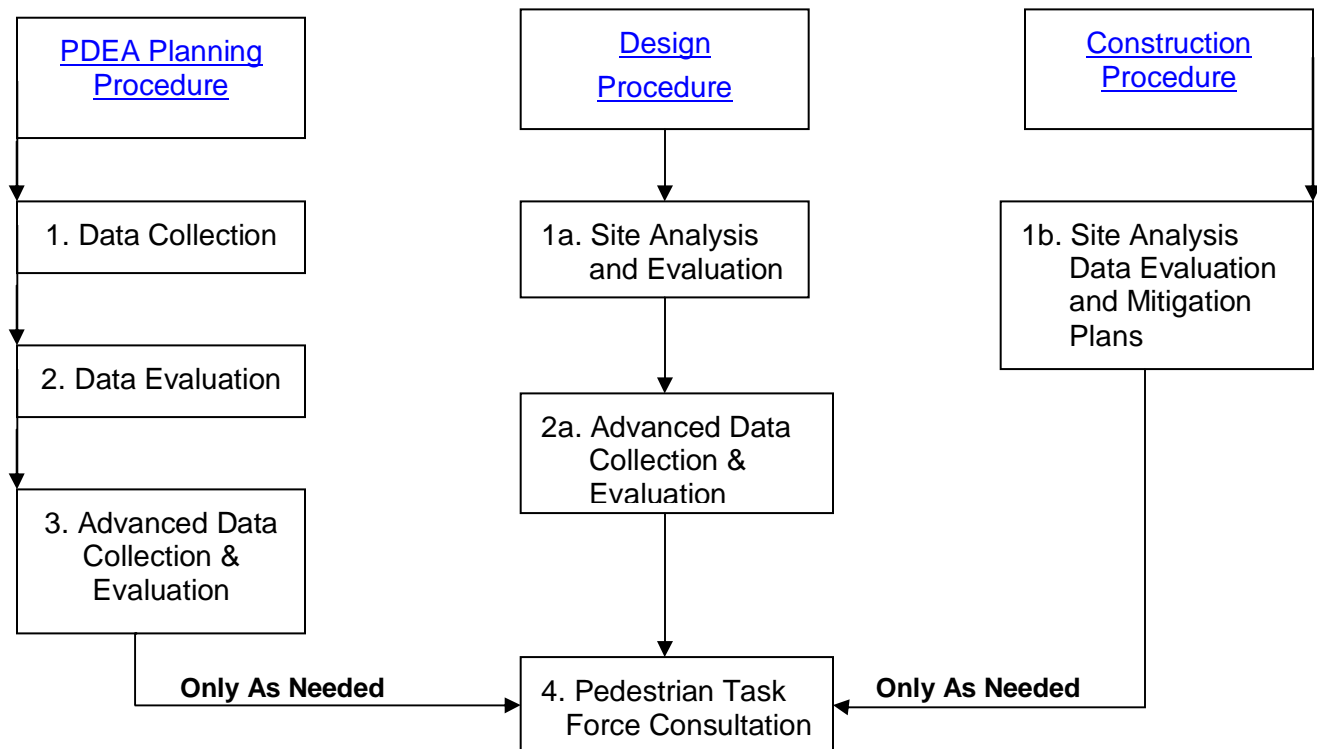 PDEA Planning
Procedure
Design
Procedure
Construction
Procedure
1. Data Collection
1a. Site Analysis
and Evaluation
1b. Site Analysis
Data Evaluation
and Mitigation
Plans
2. Data Evaluation
2a. Advanced Data
Collection &
Evaluation
3. Advanced Data
Collection &
Evaluation
Only As Needed
4. Pedestrian Task
Force Consultation
Only As Needed